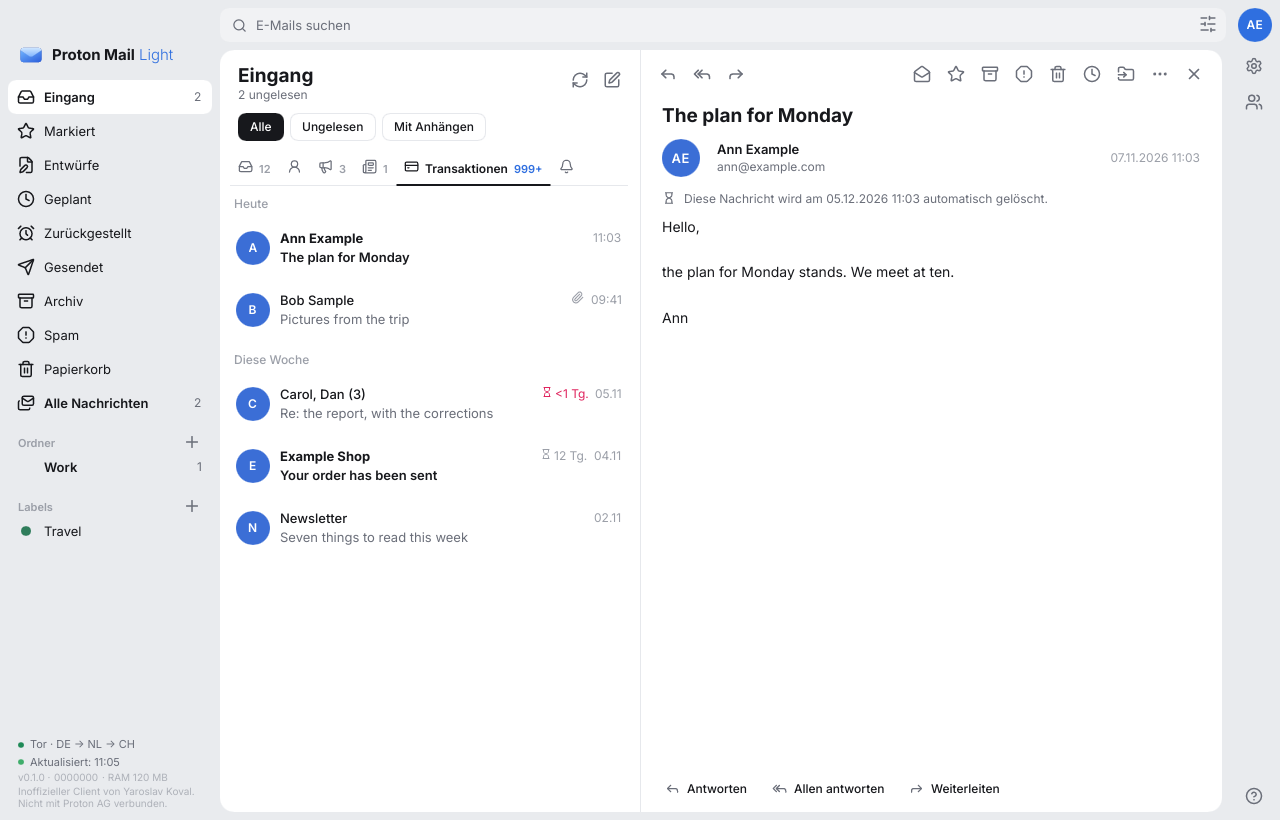 E-Mails suchen
AE
Proton Mail Light
Eingang 2
Markiert
Entwürfe
Geplant
Zurückgestellt
Gesendet
Archiv
Spam
Papierkorb
Alle Nachrichten 2
Ordner
Work 1
Labels
Travel
Tor · DE → NL → CH
Aktualisiert: 11:05
v0.1.0 · 0000000 · RAM 120 MB
Inoffizieller Client von Yaroslav Koval.
Nicht mit Proton AG verbunden.
Eingang
2 ungelesen
Alle Ungelesen Mit Anhängen
12 3 1 Transaktionen 999+
Heute
A Ann Example 11:03
The plan for Monday
B Bob Sample 09:41
Pictures from the trip
Diese Woche
C Carol, Dan (3) <1 Tg. 05.11
Re: the report, with the corrections
E Example Shop 12 Tg. 04.11
Your order has been sent
N Newsletter 02.11
Seven things to read this week
The plan for Monday
AE Ann Example 07.11.2026 11:03
ann@example.com
Diese Nachricht wird am 05.12.2026 11:03 automatisch gelöscht.
Hello,
the plan for Monday stands. We meet at ten.
Ann
Antworten Allen antworten Weiterleiten